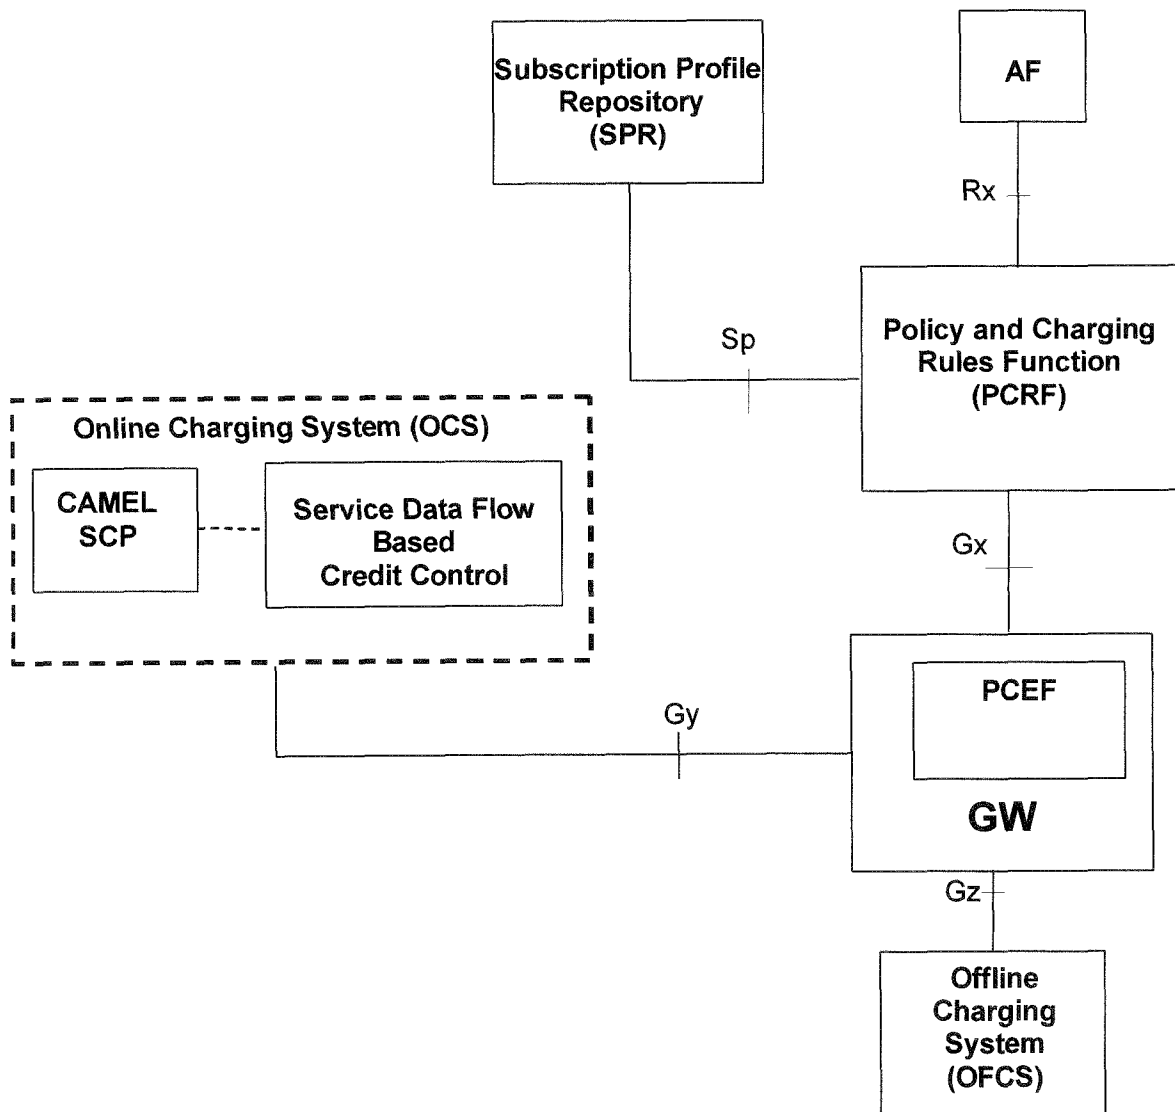 Subscription Profile
Repository
(SPR)
AF
Rx
Policy and Charging
Rules Function
(PCRF)
Sp
Online Charging System (OCS)
CAMEL
SCP
Service Data Flow
Based
Credit Control
Gx
PCEF
Gy
GW
Gz
Offline
Charging
System
(OFCS)